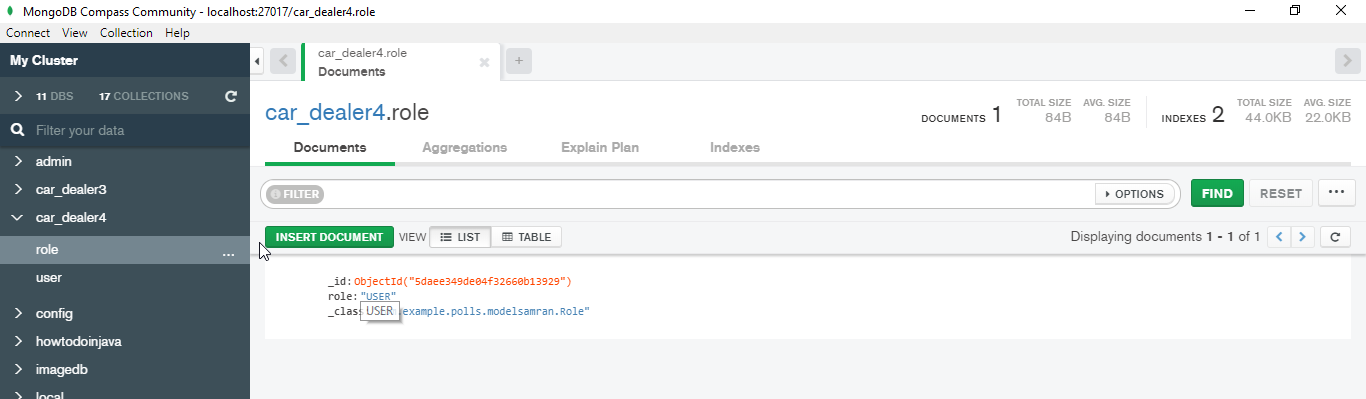 MongoDB Compass Community - localhost:27017/car_dealer4.role
Connect View Collection Help
My Cluster
11 DBS 17 COLLECTIONS
Filter your data
admin
car_dealer3
car_dealer4
role ...
user
config
howtodoinjava
imagedb
local
car_dealer4.role
Documents
+
car_dealer4.role
DOCUMENTS 1 TOTAL SIZE 84B AVG. SIZE 84B INDEXES 2 TOTAL SIZE 44.0KB AVG. SIZE 22.0KB
Documents Aggregations Explain Plan Indexes
FILTER OPTIONS FIND RESET ...
INSERT DOCUMENT VIEW LIST TABLE Displaying documents 1 - 1 of 1
_id: ObjectId("5daee349de04f32660b13929")
role: "USER"
_class example.polls.modelsamran.Role"
USER